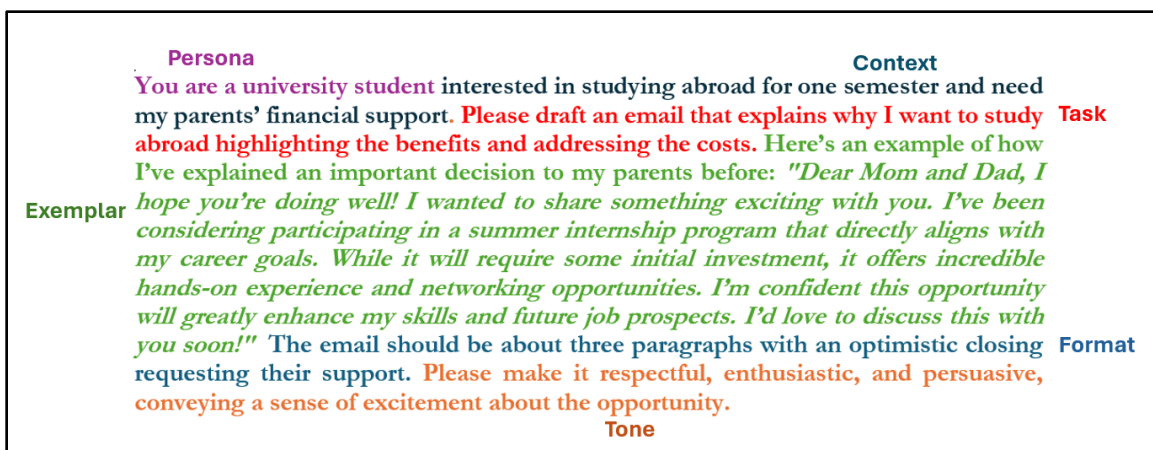 Persona
Context
You are a university student interested in studying abroad for one semester and need
my parents' financial support. Please draft an email that explains why I want to study
Task
abroad highlighting the benefits and addressing the costs. Here's an example of how
I've explained an important decision to my parents before: "Dear Mom and Dad, I
Exemplar
hope you're doing well! I wanted to share something exciting with you. I've been
considering participating in a summer internship program that directly aligns with
my career goals. While it will require some initial investment, it offers incredible
hands-on experience and networking opportunities. I'm confident this opportunity
will greatly enhance my skills and future job prospects. I'd love to discuss this with
you soon!" The email should be about three paragraphs with an optimistic closing
Format
requesting their support. Please make it respectful, enthusiastic, and persuasive,
conveying a sense of excitement about the opportunity.
Tone